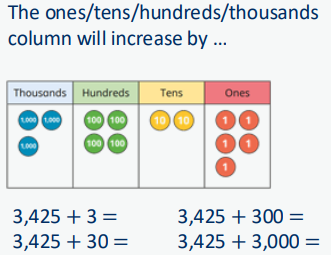 The ones/tens/hundreds/thousands
column will increase by ...
Thousands Hundreds Tens Ones
1,000 1,000 100 100 10 10 1 1
1,000 100 100 1 1
1
3,425 + 3 = 3,425 + 300 =
3,425 + 30 = 3,425 + 3,000 =